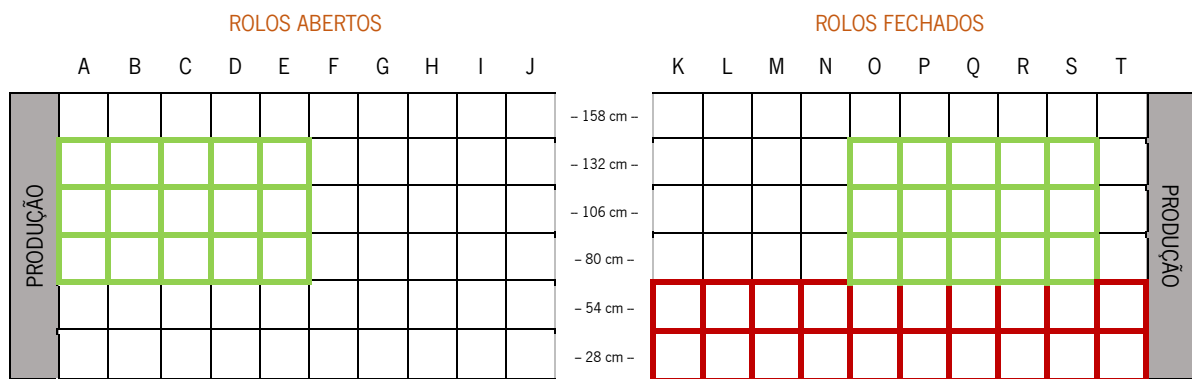 ROLOS ABERTOS
ROLOS FECHADOS
A B C D E F G H I J
K L M N O P Q R S T
PRODUÇÃO
– 158 cm –
– 132 cm –
– 106 cm –
– 80 cm –
– 54 cm –
– 28 cm –
PRODUÇÃO